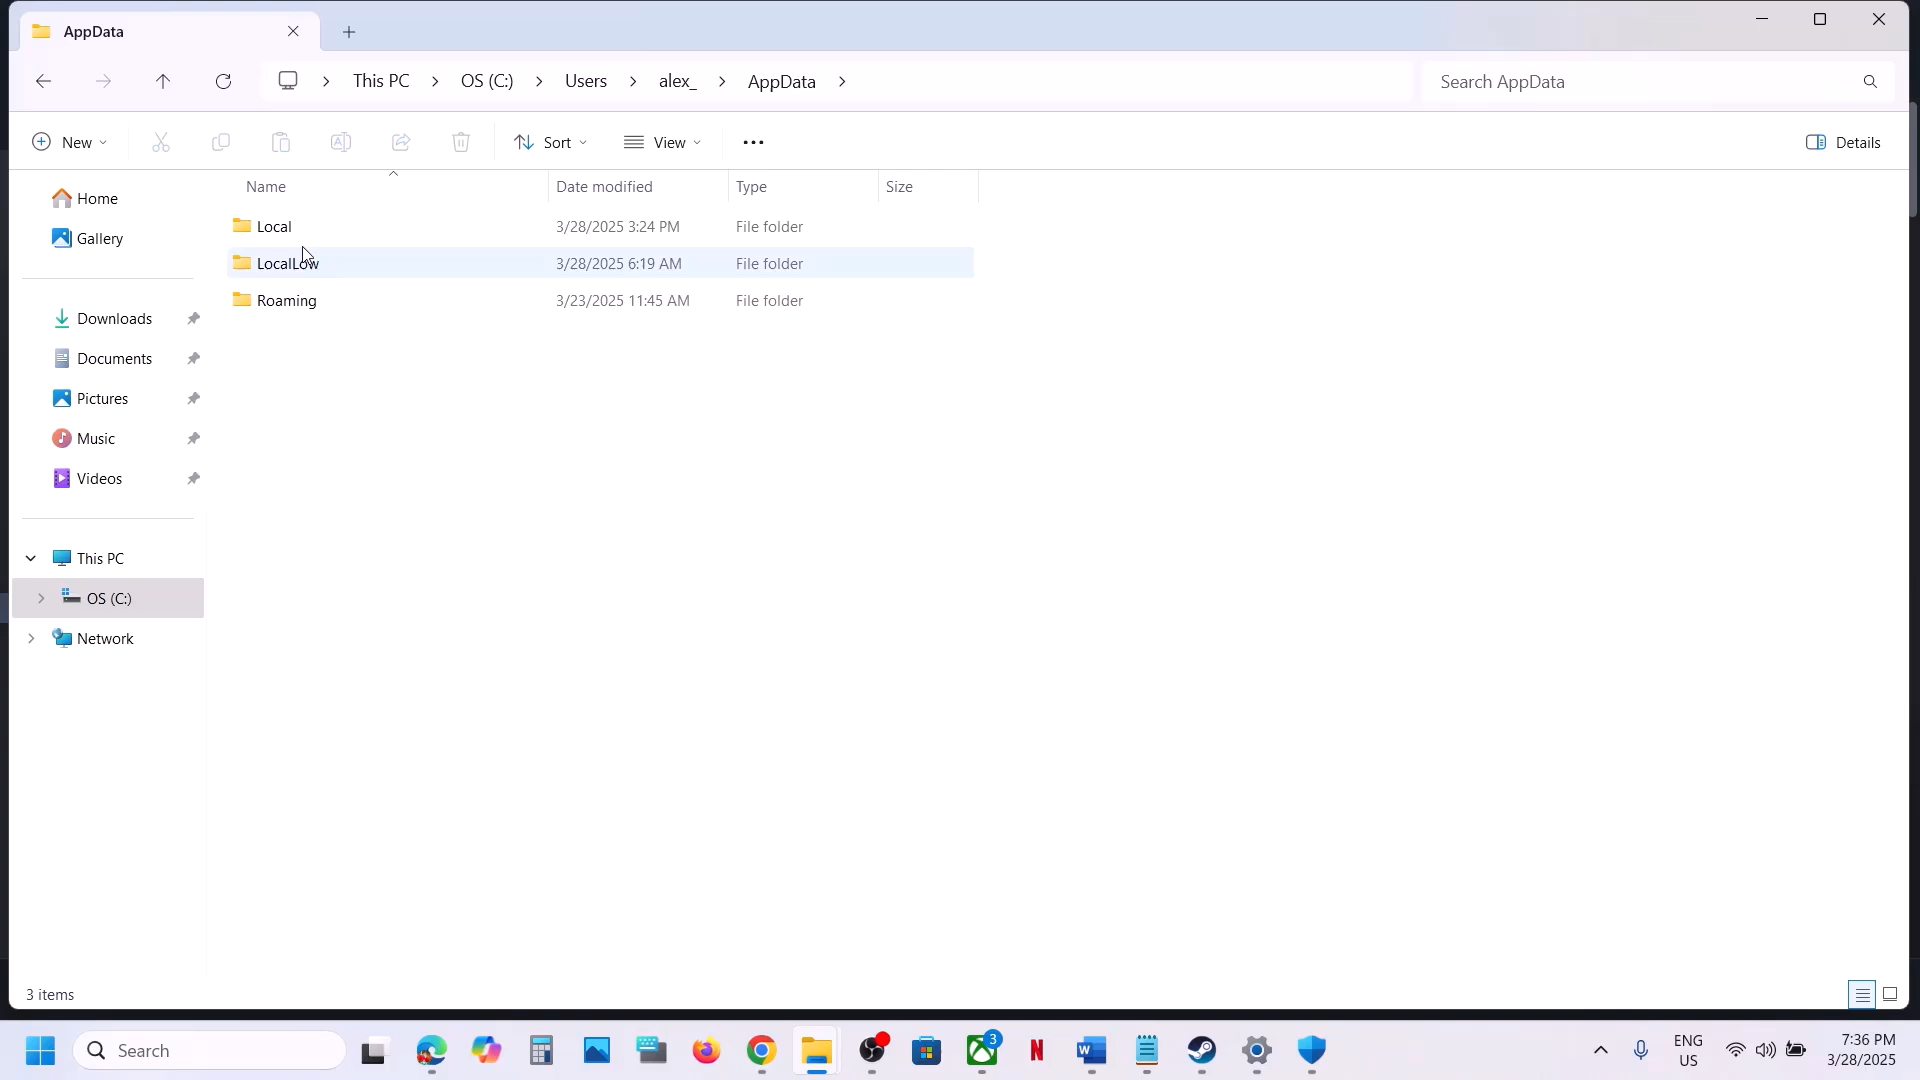 AppData
This PC
OS (C:)
Users
alex_
AppData
Search AppData
New
Sort
View
Details
Name
Date modified
Type
Size
Home
Gallery
Downloads
Documents
Pictures
Music
Videos
This PC
OS (C:)
Network
Local 3/28/2025 3:24 PM File folder
LocalLow 3/28/2025 6:19 AM File folder
Roaming 3/23/2025 11:45 AM File folder
3 items
Search
3
ENG
US
7:36 PM
3/28/2025